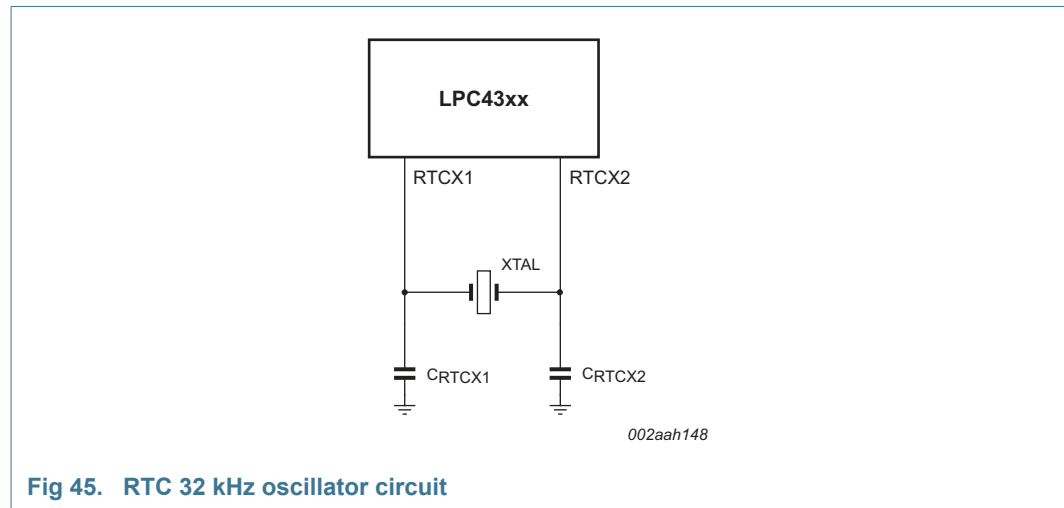 LPC43xx
RTCX1 RTCX2
XTAL
CRTCX1 CRTCX2
002aah148
Fig 45. RTC 32 kHz oscillator circuit